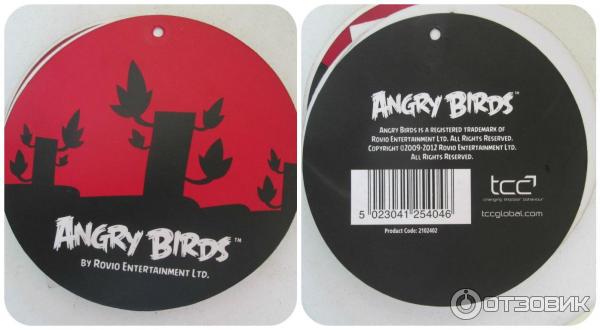 ANGRY BIRDS™
BY ROVIO ENTERTAINMENT LTD.
ANGRY BIRDS™
ANGRY BIRDS IS A REGISTERED TRADEMARK OF
ROVIO ENTERTAINMENT LTD. ALL RIGHTS RESERVED.
COPYRIGHT ©2009-2012 ROVIO ENTERTAINMENT LTD.
ALL RIGHTS RESERVED.
5 023041 254046
Product Code: 2102402
tcc
changing shopper behaviour
tccglobal.com
ОТЗОВИК